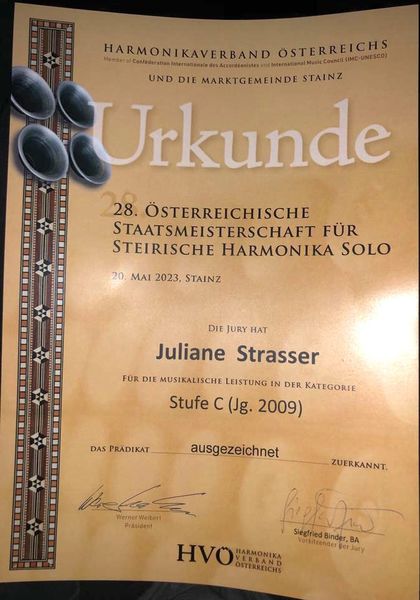 HARMONIKAVERBAND ÖSTERREICHS
Member of Confédération Internationale des Accordéonistes and International Music Council (IMC-UNESCO)
UND DIE MARKTGEMEINDE STAINZ
Urkunde
28
28. ÖSTERREICHISCHE
STAATSMEISTERSCHAFT FÜR
STEIRISCHE HARMONIKA SOLO
20. MAI 2023, STAINZ
DIE JURY HAT
Juliane Strasser
FÜR DIE MUSIKALISCHE LEISTUNG IN DER KATEGORIE
Stufe C (Jg. 2009)
DAS PRÄDIKAT ausgezeichnet ZUERKANNT.
Werner Weibert
Präsident
Siegfried Binder, BA
Vorsitzender der Jury
HVÖ HARMONIKA
VERBAND
ÖSTERREICHS